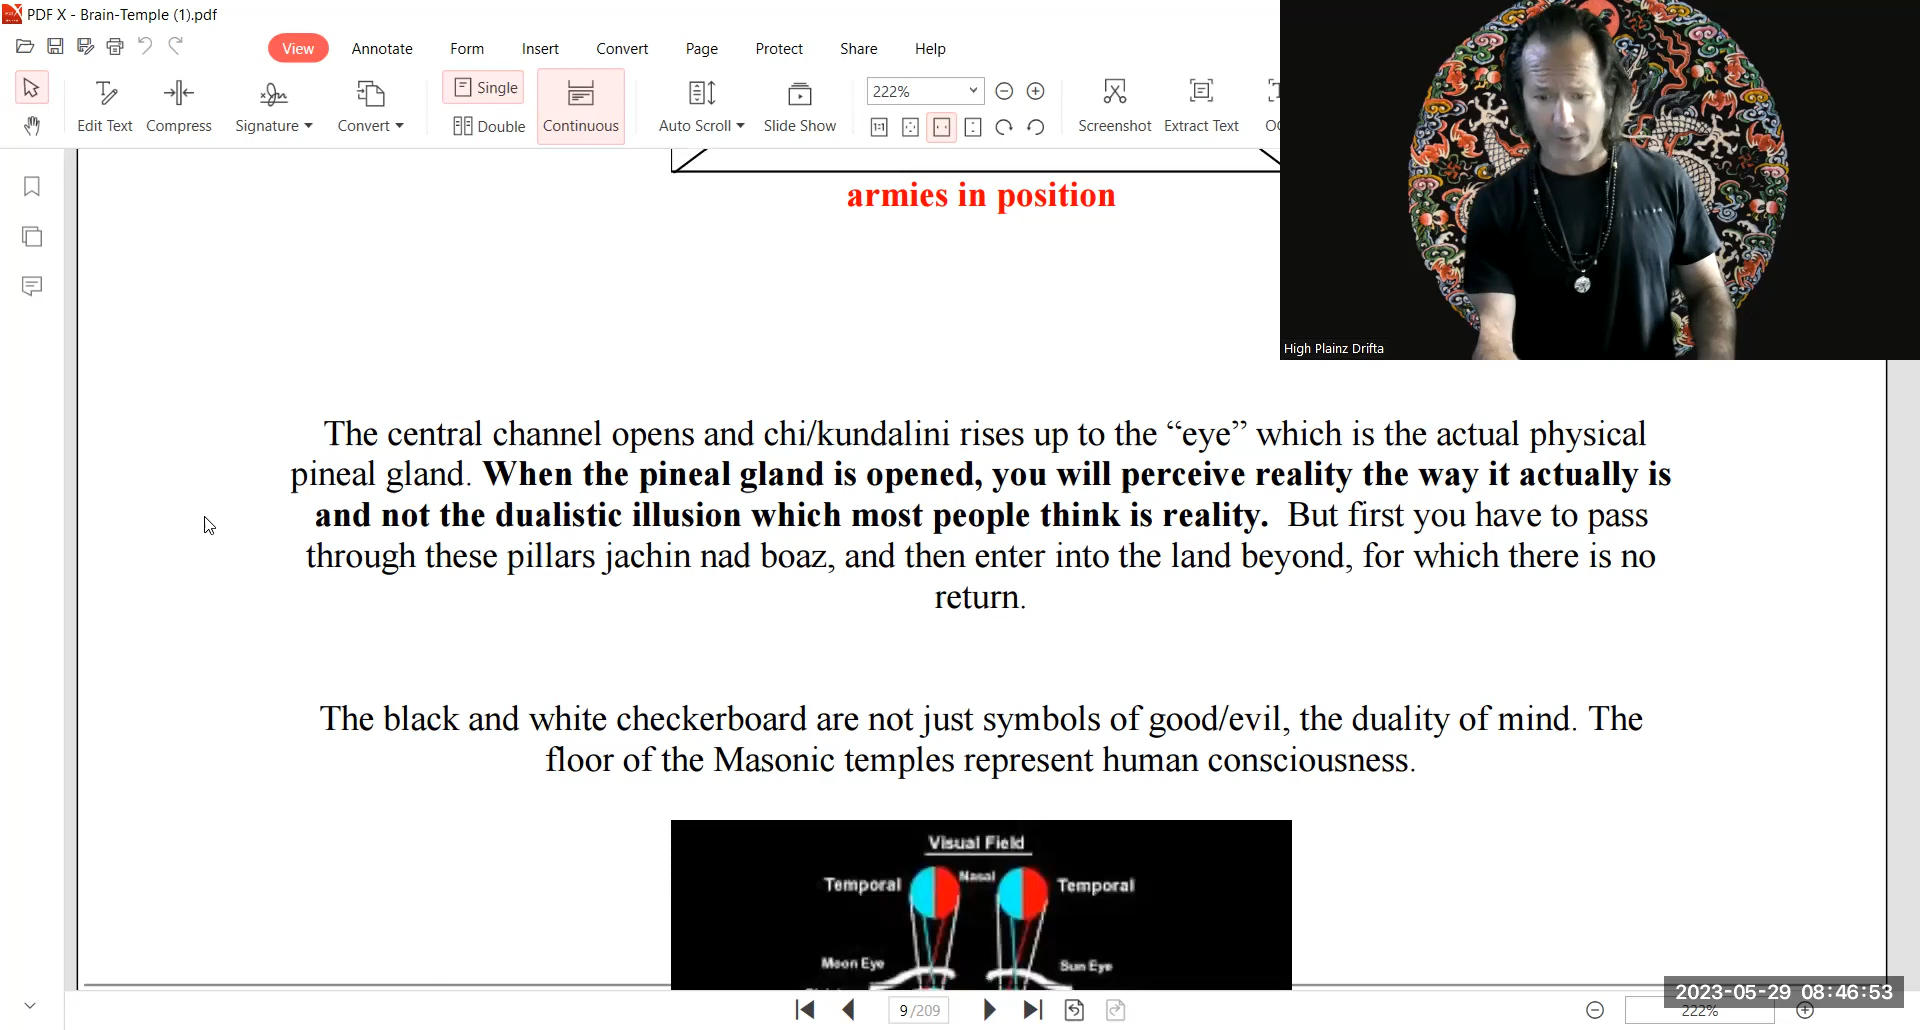 PDF X - Brain-Temple (1).pdf
View Annotate Form Insert Convert Page Protect Share Help
Single
222%
Edit Text Compress Signature Convert Double Continuous Auto Scroll Slide Show Screenshot Extract Text
armies in position
High Plainz Drifta
The central channel opens and chi/kundalini rises up to the “eye” which is the actual physical
pineal gland. When the pineal gland is opened, you will perceive reality the way it actually is
and not the dualistic illusion which most people think is reality. But first you have to pass
through these pillars jachin nad boaz, and then enter into the land beyond, for which there is no
return.
The black and white checkerboard are not just symbols of good/evil, the duality of mind. The
floor of the Masonic temples represent human consciousness.
Visual Field
Temporal Nasal Temporal
Moon Eye Sun Eye
2023-05-29 08:46:53
9 /209
222%